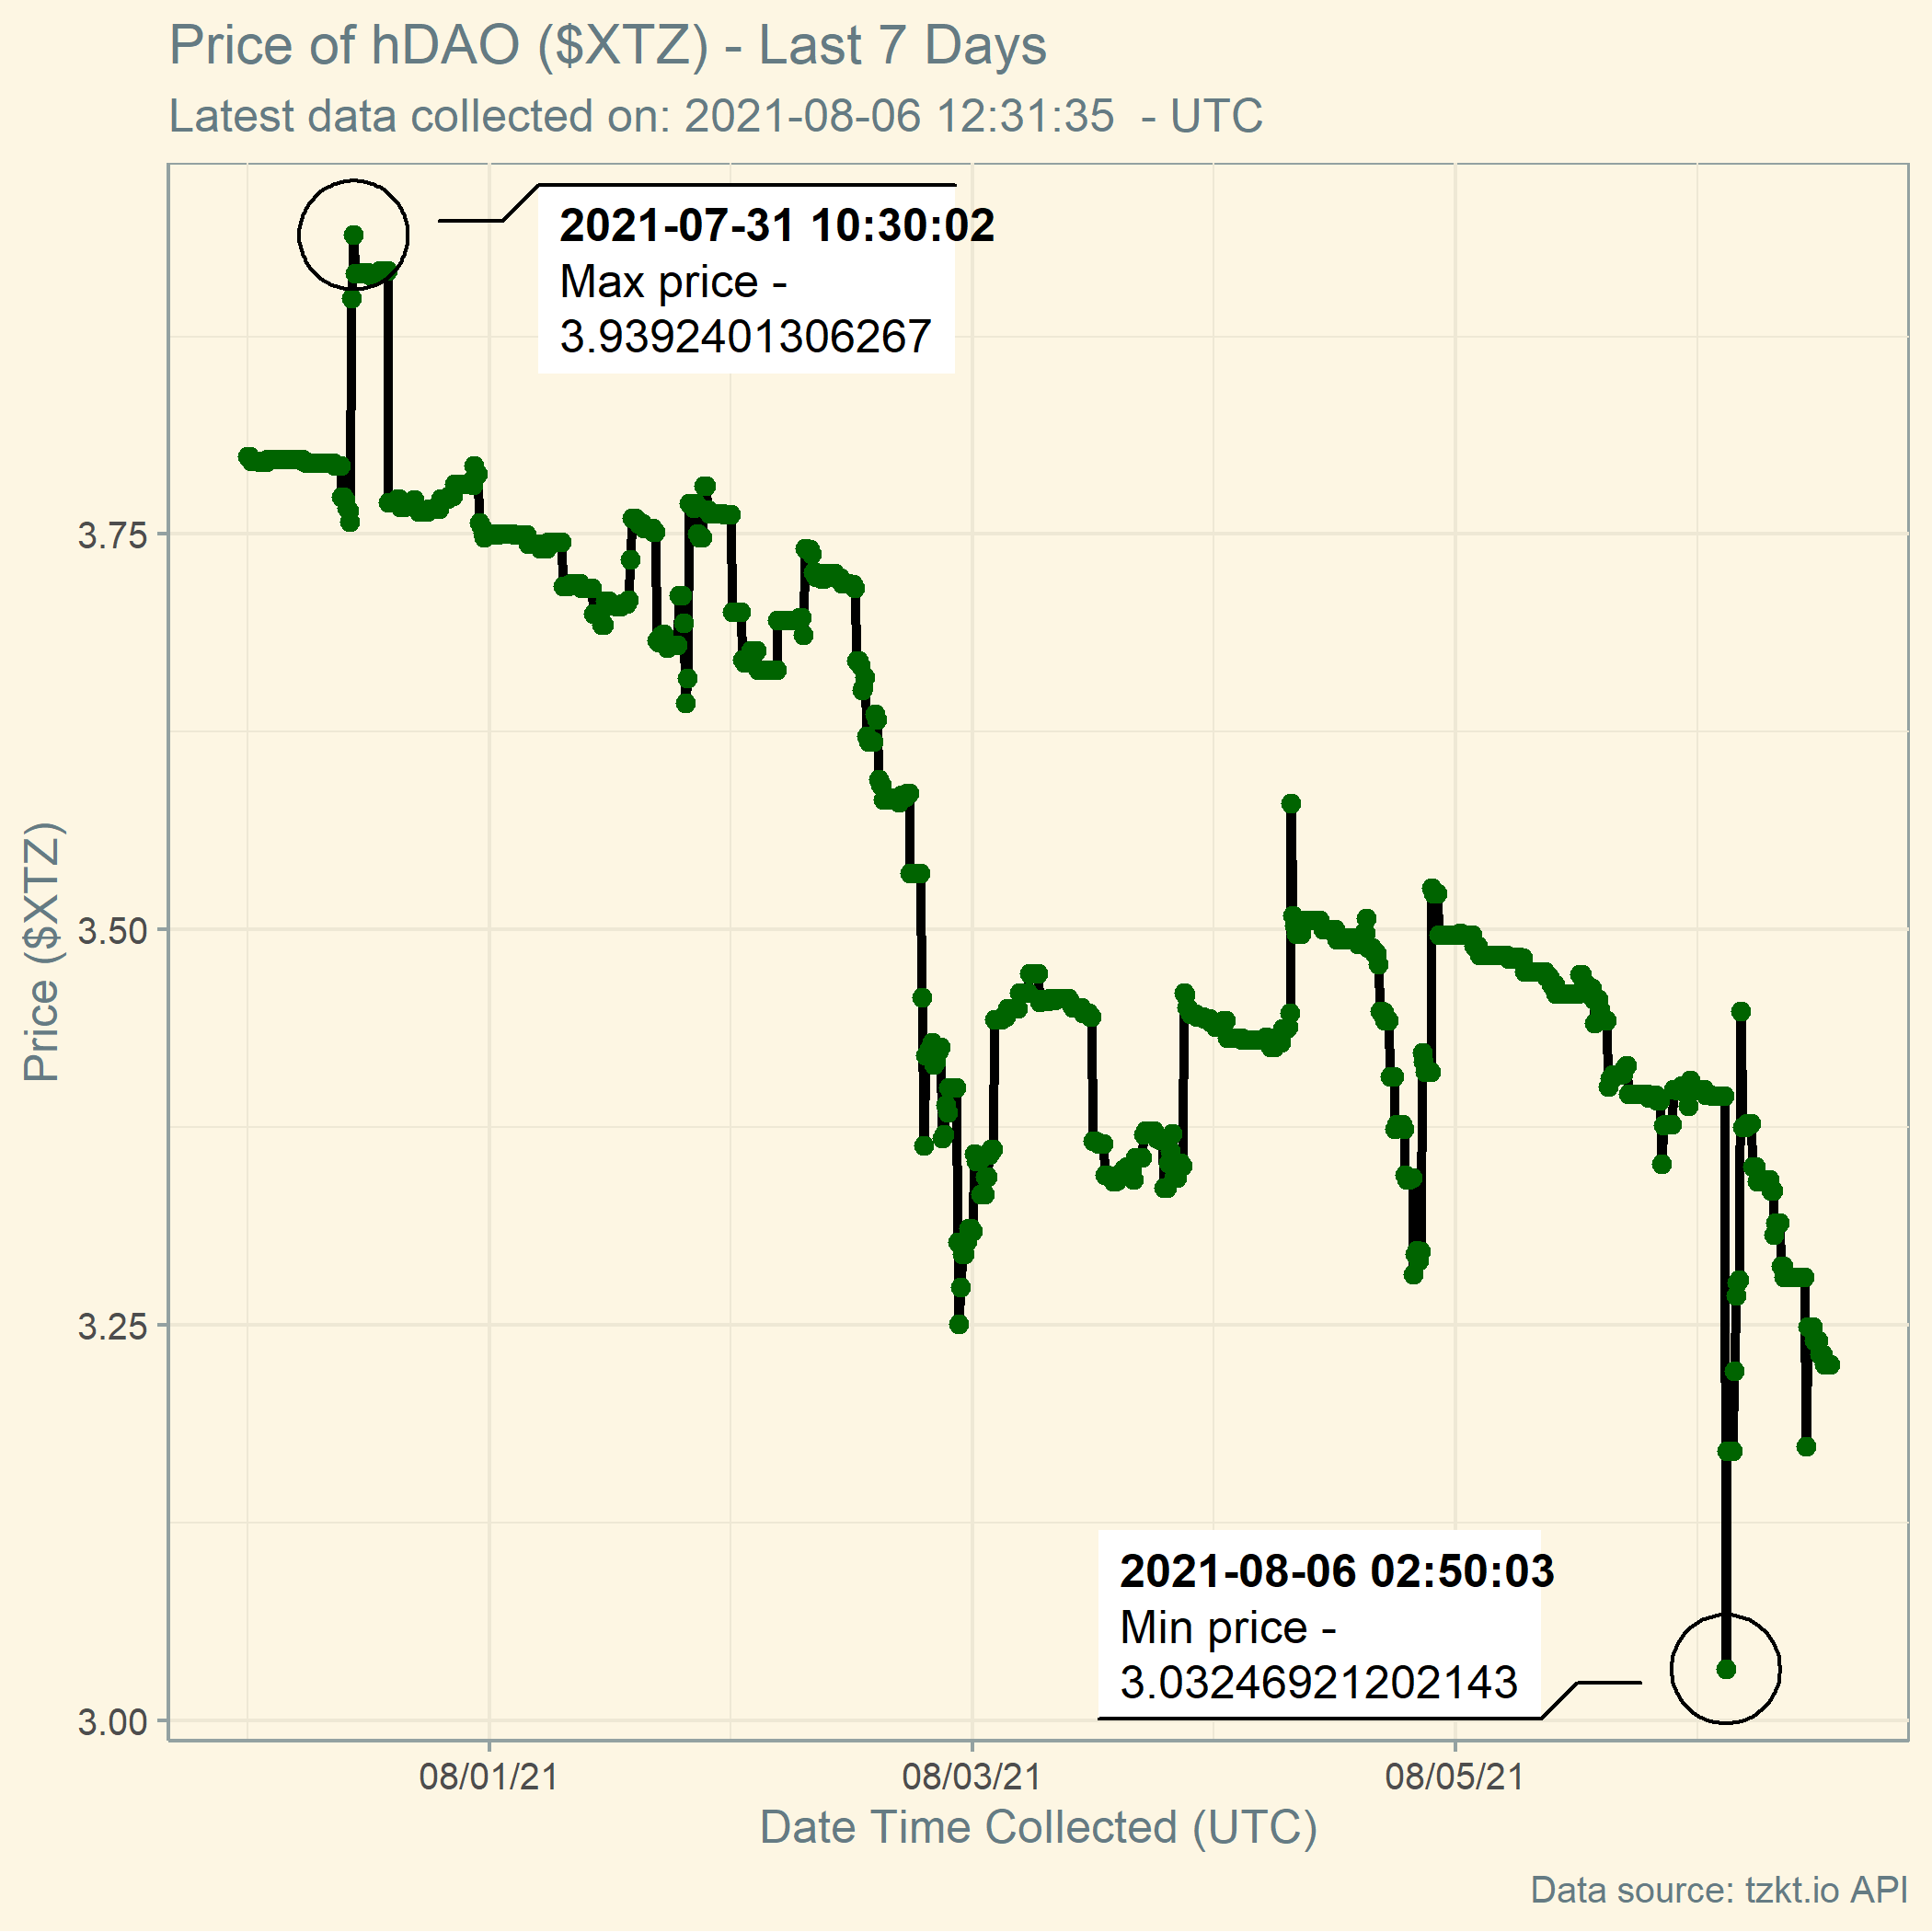 Price of hDAO ($XTZ) - Last 7 Days
Latest data collected on: 2021-08-06 12:31:35  - UTC
2021-07-31 10:30:02
Max price -
3.9392401306267
3.75
3.50
3.25
3.00
Price ($XTZ)
2021-08-06 02:50:03
Min price -
3.03246921202143
08/01/21
08/03/21
08/05/21
Date Time Collected (UTC)
Data source: tzkt.io API